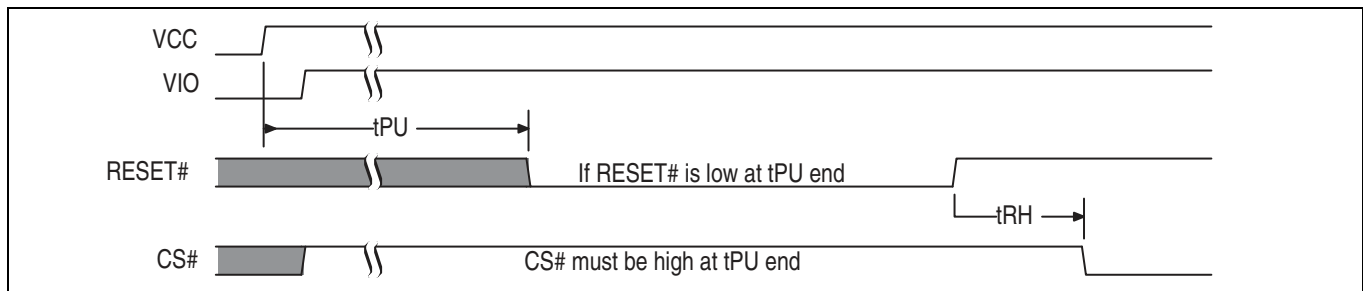 VCC
VIO
tPU
RESET#
If RESET# is low at tPU end
tRH
CS#
CS# must be high at tPU end